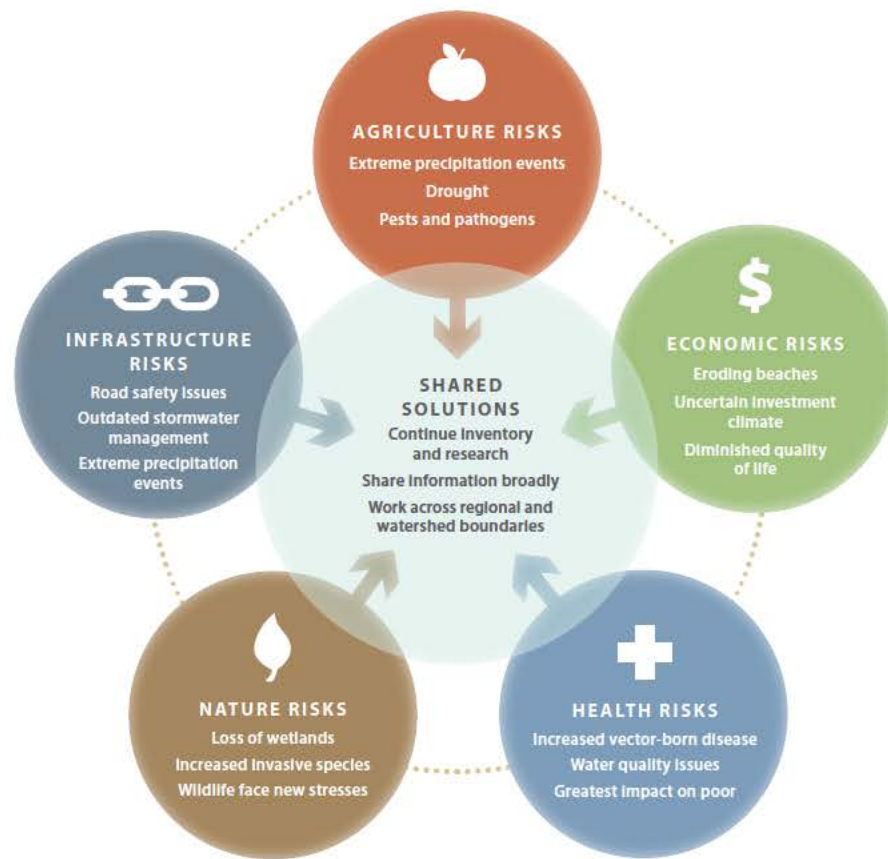 AGRICULTURE RISKS
Extreme precipitation events
Drought
Pests and pathogens
INFRASTRUCTURE
RISKS
Road safety issues
Outdated stormwater
management
Extreme precipitation
events
$
ECONOMIC RISKS
Eroding beaches
Uncertain investment
climate
Diminished quality
of life
SHARED
SOLUTIONS
Continue inventory
and research
Share information broadly
Work across regional and
watershed boundaries
NATURE RISKS
Loss of wetlands
Increased invasive species
Wildlife face new stresses
HEALTH RISKS
Increased vector-born disease
Water quality issues
Greatest impact on poor